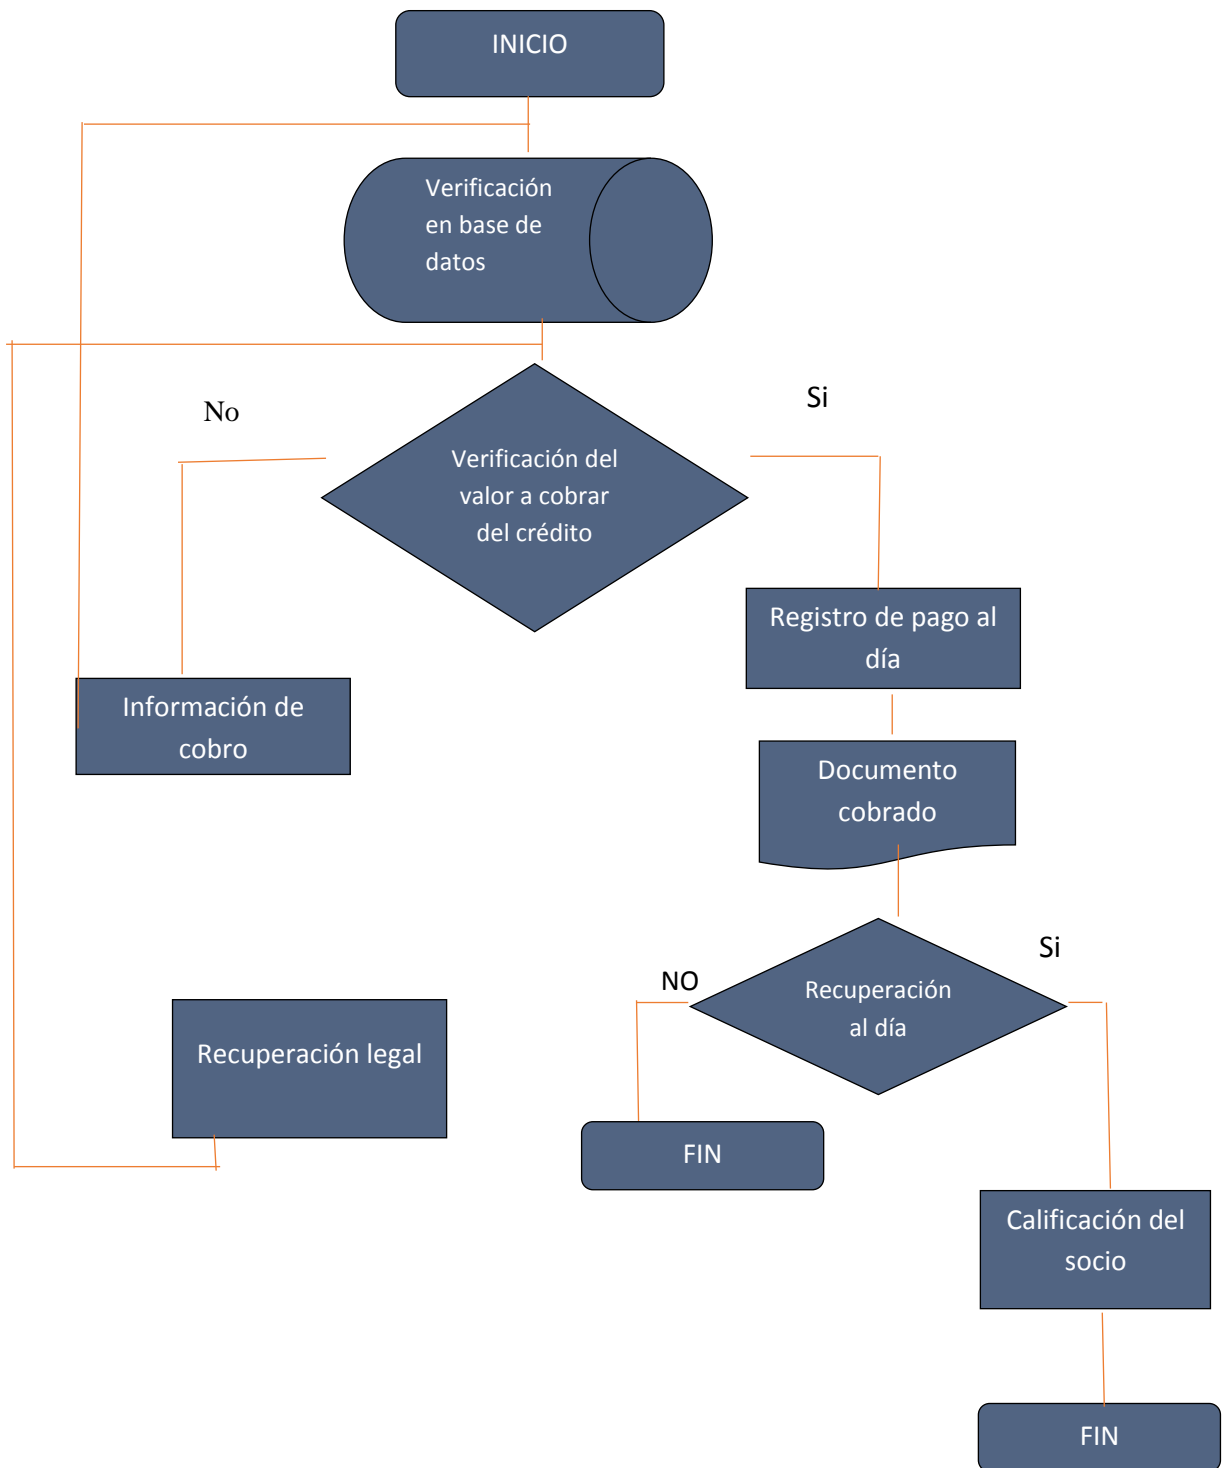 INICIO
Verificación
en base de
datos
No
Si
Verificación del
valor a cobrar
del crédito
Registro de pago al
día
Información de
cobro
Documento
cobrado
NO
Si
Recuperación
al día
Recuperación legal
FIN
Calificación del
socio
FIN